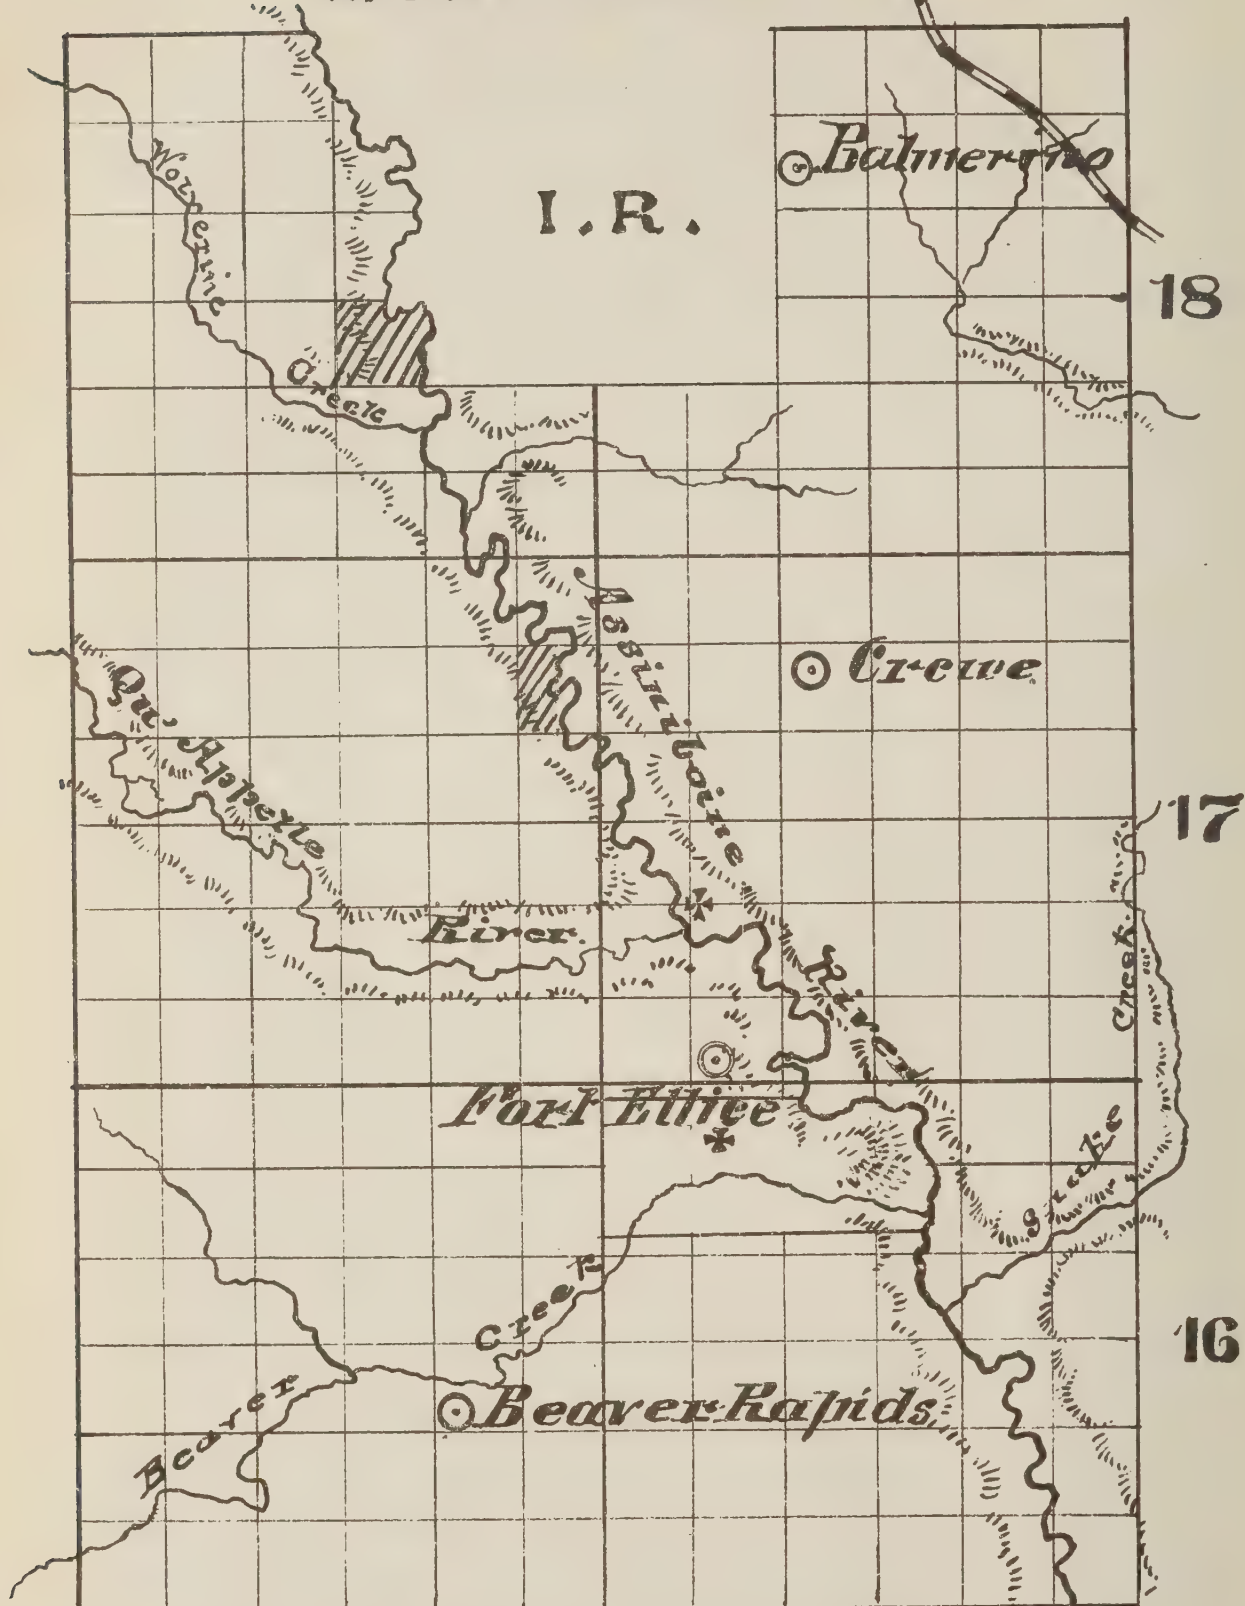 I.R.
Balmerino
Wolverine
Creek
18
Assiniboine
Crewe
Qu' Appelle
17
River.
Creek
River
Fort Ellice
Snake
Creek
16
Beaver Rapids
Beaver